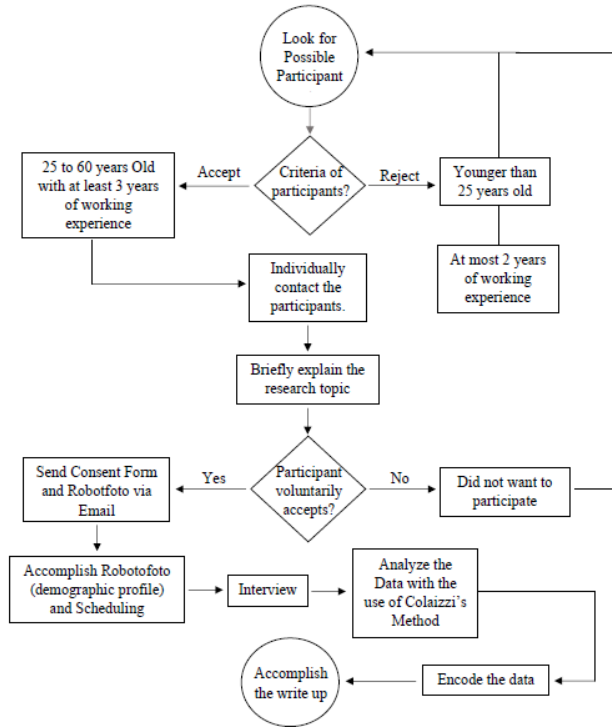 Look for
Possible
Participant
25 to 60 years Old
with at least 3 years
of working
experience
Accept
Criteria of
participants?
Reject
Younger than
25 years old
At most 2 years
of working
experience
Individually
contact the
participants.
Briefly explain the
research topic
Send Consent Form
and Robotfoto via
Email
Yes
Participant
voluntarily
accepts?
No
Did not want to
participate
Accomplish Robotofoto
(demographic profile)
and Scheduling
Interview
Analyze the
Data with the
use of Colaizzi's
Method
Accomplish
the write up
Encode the data